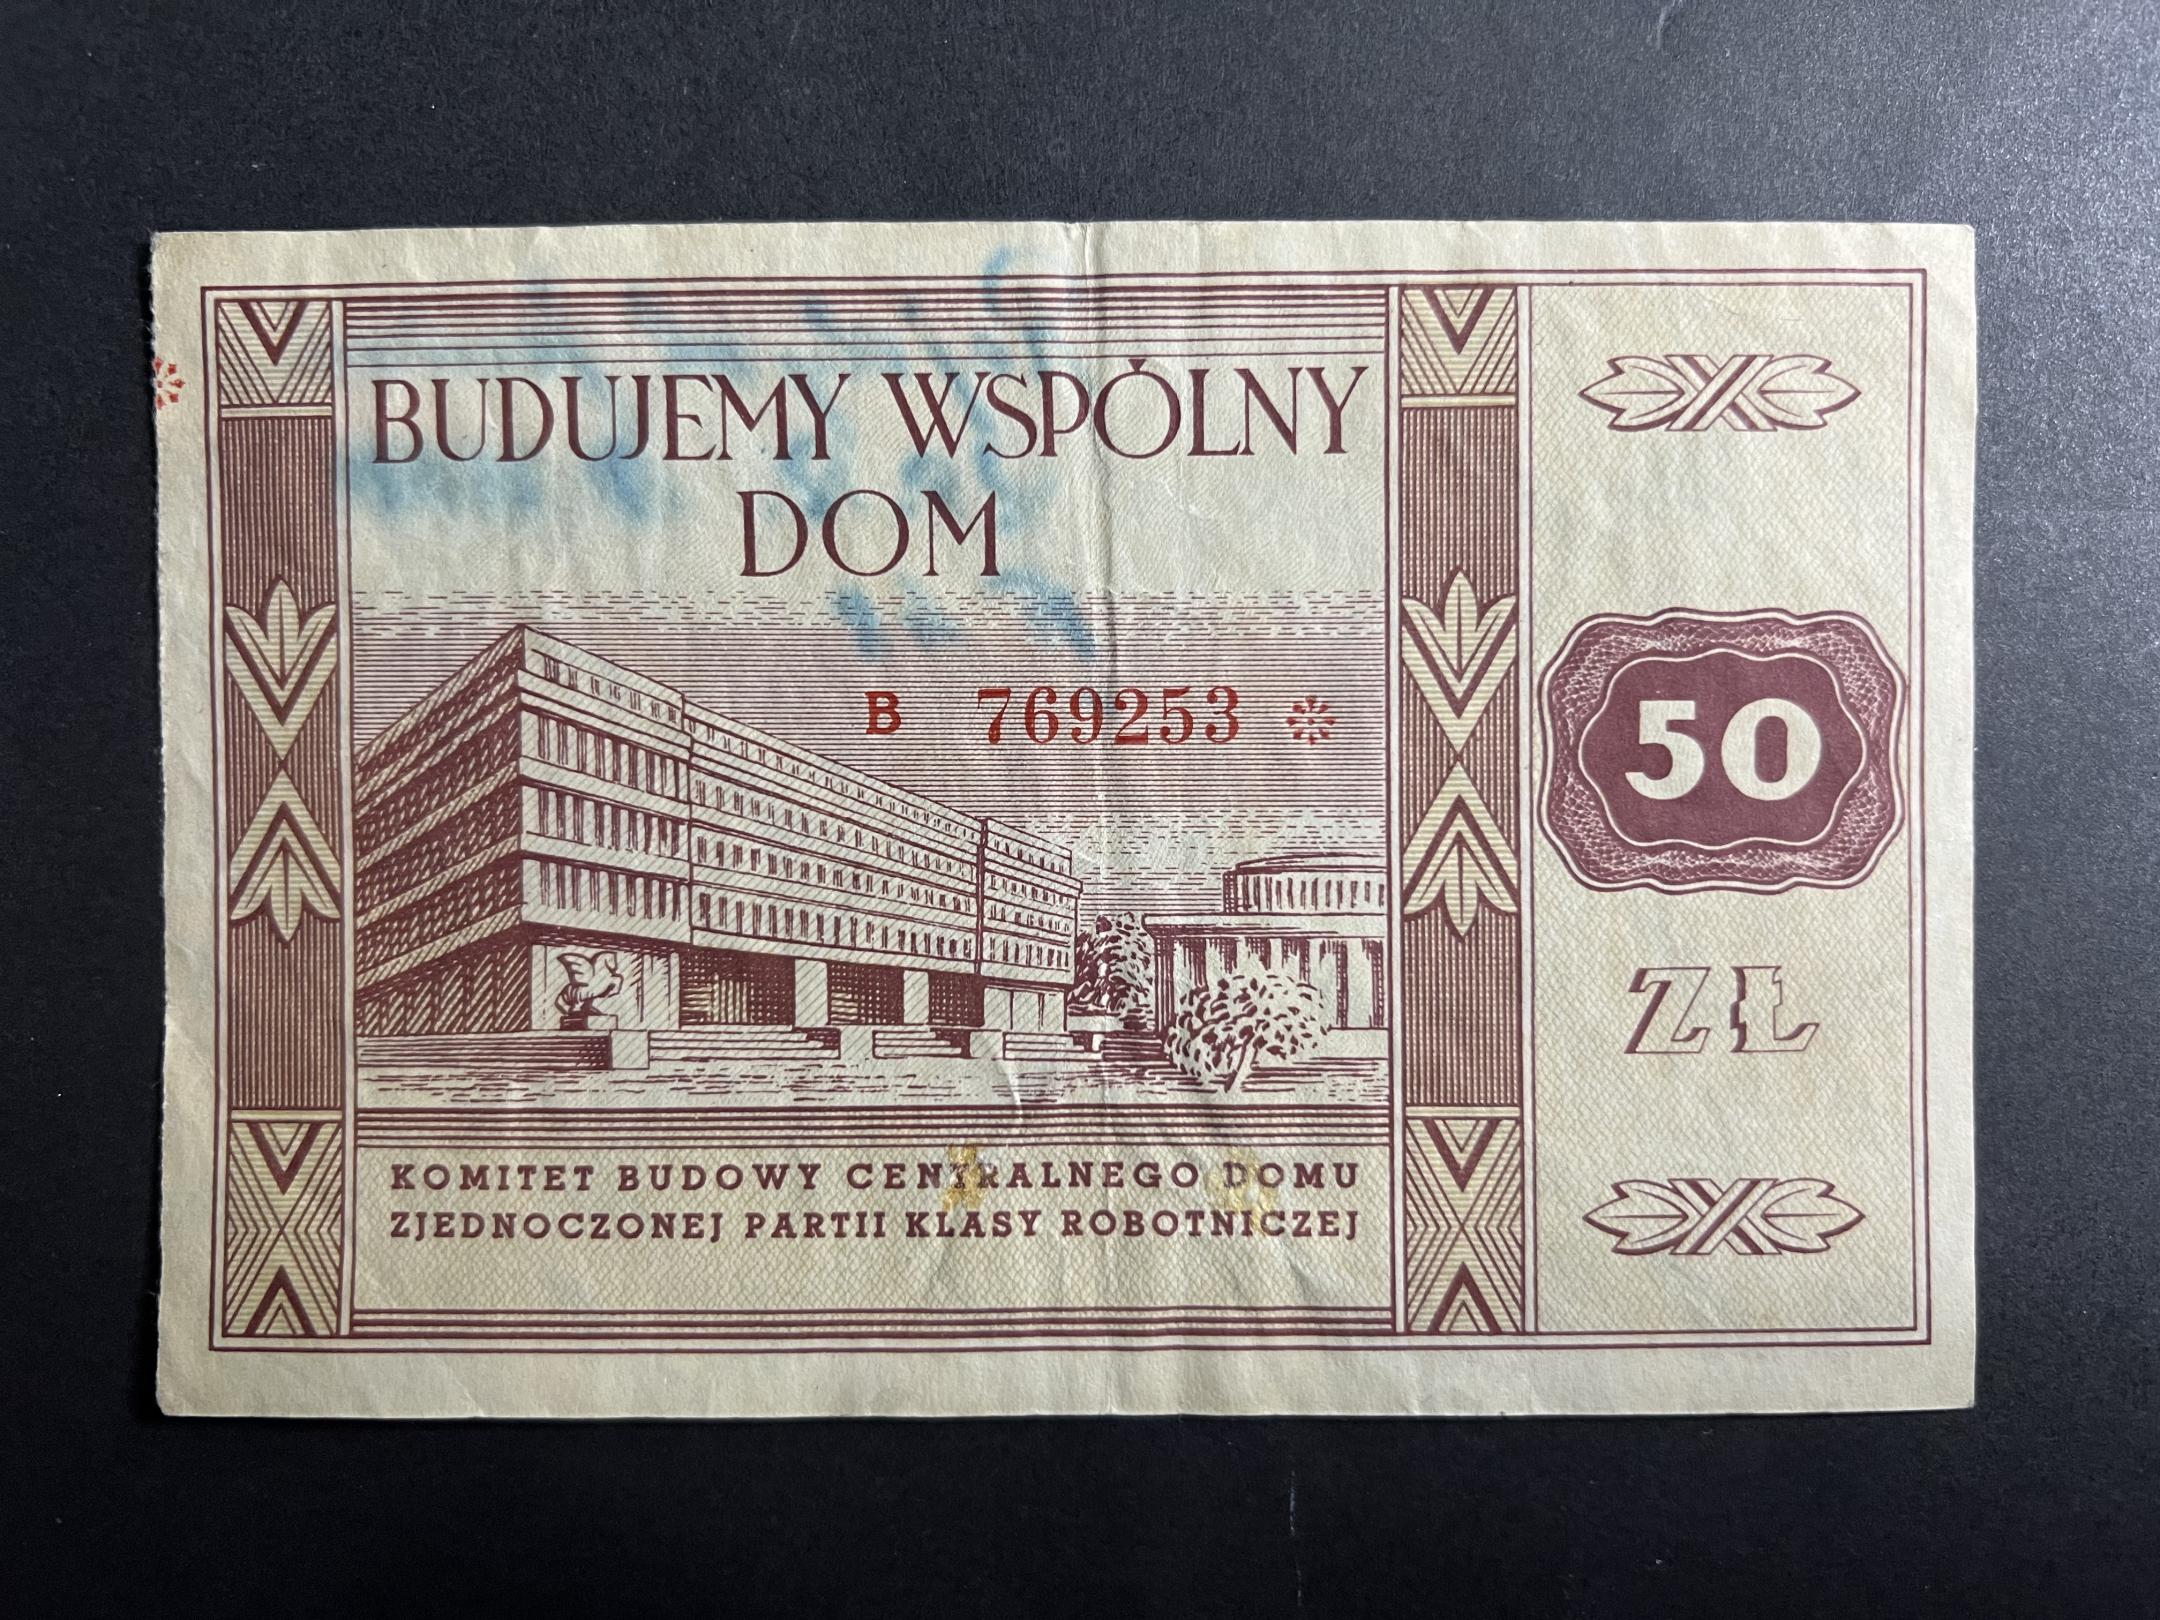 BUDUJEMY WSPÓLNY
DOM
B 769253
50
ZŁ
KOMITET BUDOWY CENTRALNEGO DOMU
ZJEDNOCZONEJ PARTII KLASY ROBOTNICZEJ